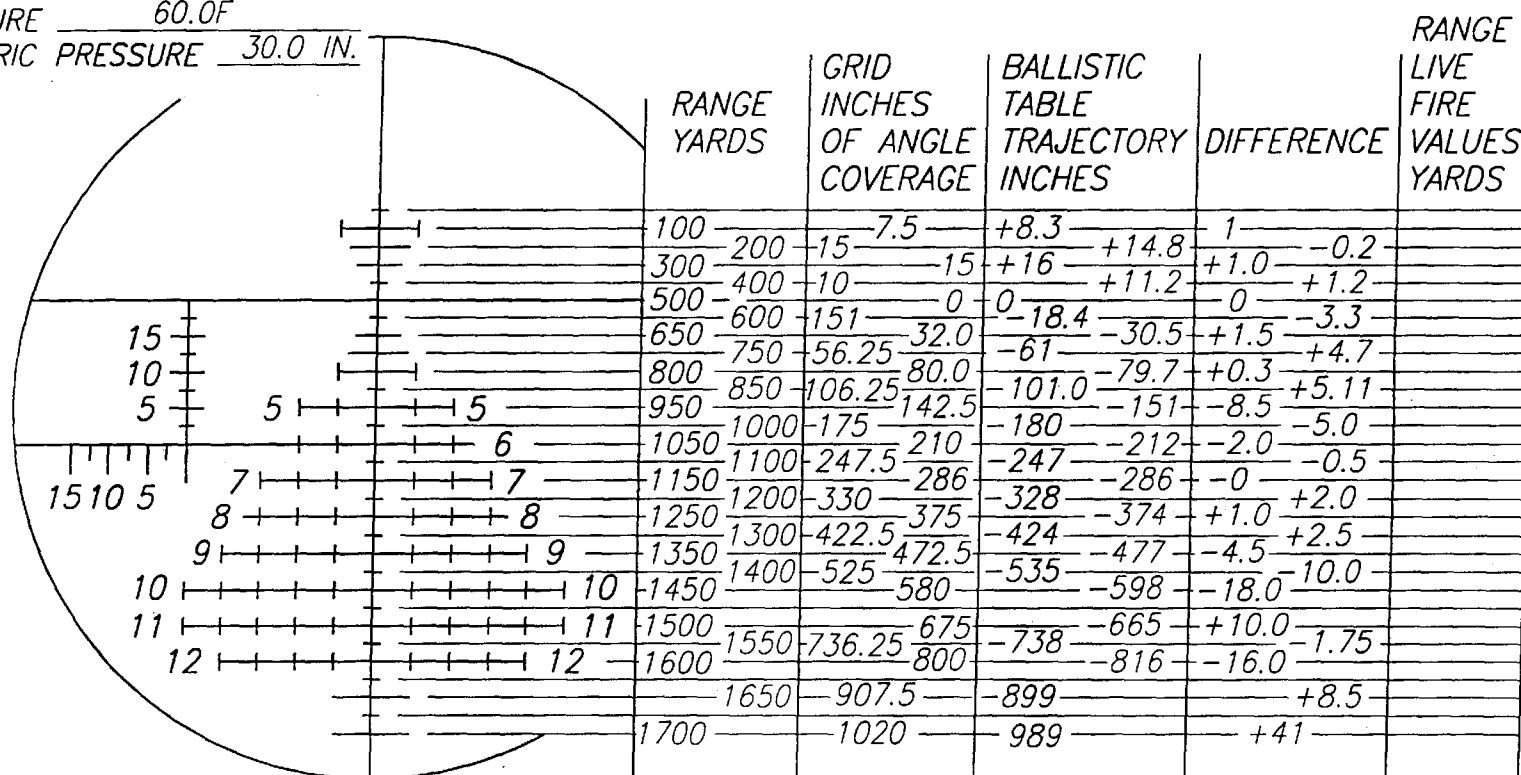 URE 60.0F
RIC PRESSURE 30.0 IN.
RANGE YARDS
GRID INCHES OF ANGLE COVERAGE
BALLISTIC TABLE TRAJECTORY INCHES
DIFFERENCE
RANGE LIVE FIRE VALUES YARDS
100 7.5 +8.3 1
200 15 +14.8 -0.2
300 15 +16 +1.0
400 10 +11.2 +1.2
500 0 0 0
600 151 -18.4 -3.3
15 650 32.0 -30.5 +1.5
750 56.25 -61 +4.7
10 800 80.0 -79.7 +0.3
850 106.25 -101.0 +5.11
5 5 5 950 142.5 -151 -8.5
1000 175 -180 -5.0
6 1050 210 -212 -2.0
1100 247.5 -247 -0.5
15 10 5 7 7 1150 286 -286 -0
1200 330 -328 +2.0
8 8 1250 375 -374 +1.0
1300 422.5 -424 +2.5
9 9 1350 472.5 -477 -4.5
1400 525 -535 -10.0
10 10 1450 580 -598 -18.0
11 11 1500 675 -665 +10.0
1550 736.25 -738 -1.75
12 12 1600 800 -816 -16.0
1650 907.5 -899 +8.5
1700 1020 989 +41